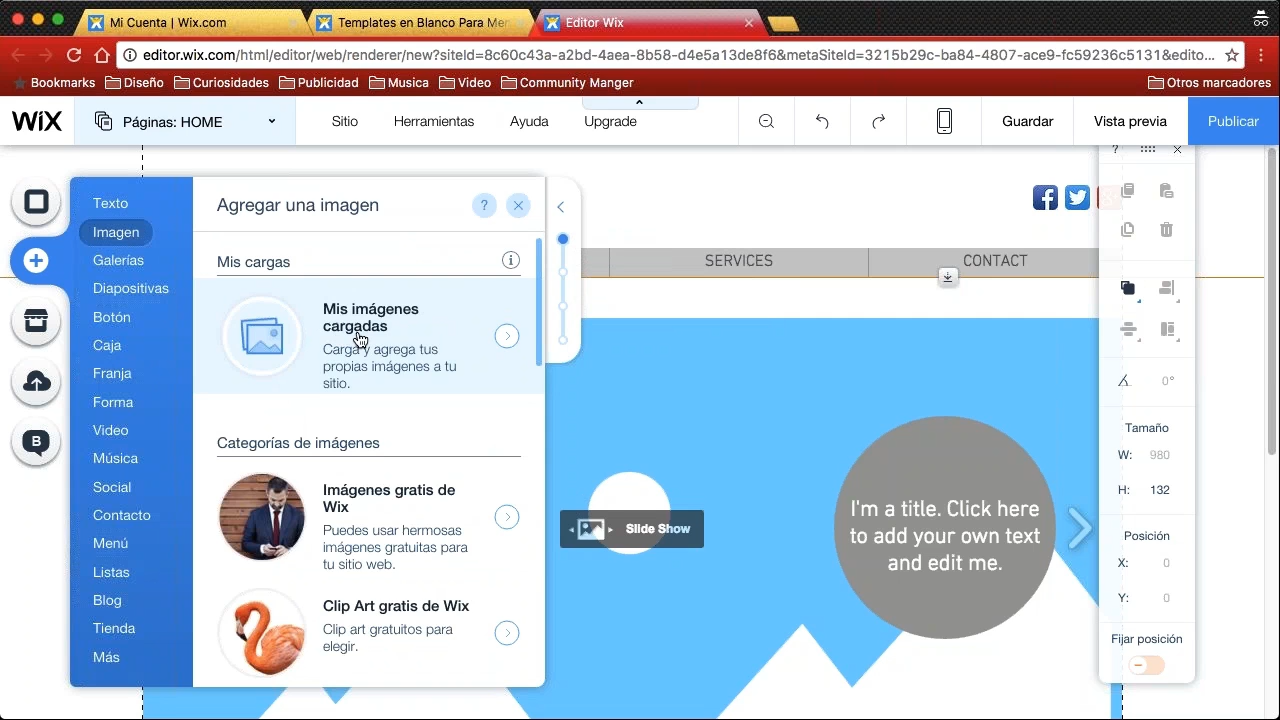 Mi Cuenta | Wix.com
Templates en Blanco Para Mer
Editor Wix
editor.wix.com/html/editor/web/renderer/new?siteId=8c60c43a-a2bd-4aea-8b58-d4e5a13de8f6&metaSiteId=3215b29c-ba84-4807-ace9-fc59236c5131&edito...
Bookmarks Diseño Curiosidades Publicidad Musica Video Community Manger Otros marcadores
WiX Páginas: HOME Sitio Herramientas Ayuda Upgrade Guardar Vista previa Publicar
Texto
Imagen
Galerías
Diapositivas
Botón
Caja
Franja
Forma
Video
Música
Social
Contacto
Menú
Listas
Blog
Tienda
Más
B
Agregar una imagen ?
Mis cargas
Mis imágenes
cargadas
Carga y agrega tus
propias imágenes a tu
sitio.
Categorías de imágenes
Imágenes gratis de
Wix
Puedes usar hermosas
imágenes gratuitas para
tu sitio web.
Clip Art gratis de Wix
Clip art gratuitos para
elegir.
SERVICES CONTACT
Slide Show
I'm a title. Click here
to add your own text
and edit me.
?
0°
Tamaño
W: 980
H: 132
Posición
X: 0
Y: 0
Fijar posición